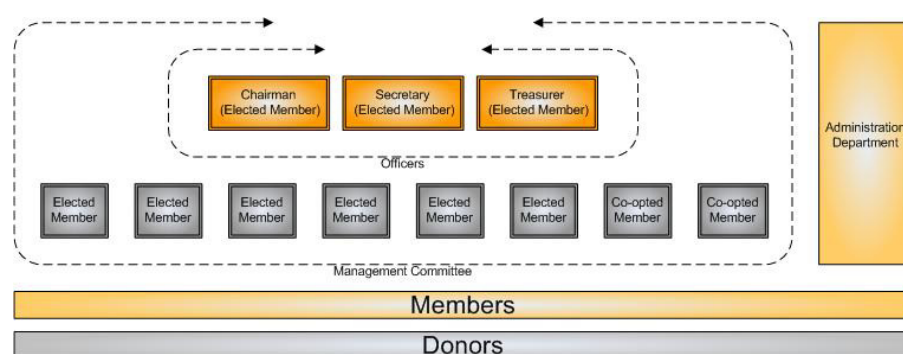 Chairman
(Elected Member)
Secretary
(Elected Member)
Treasurer
(Elected Member)
Administration
Department
Officers
Elected
Member
Elected
Member
Elected
Member
Elected
Member
Elected
Member
Elected
Member
Co-opted
Member
Co-opted
Member
Management Committee
Members
Donors